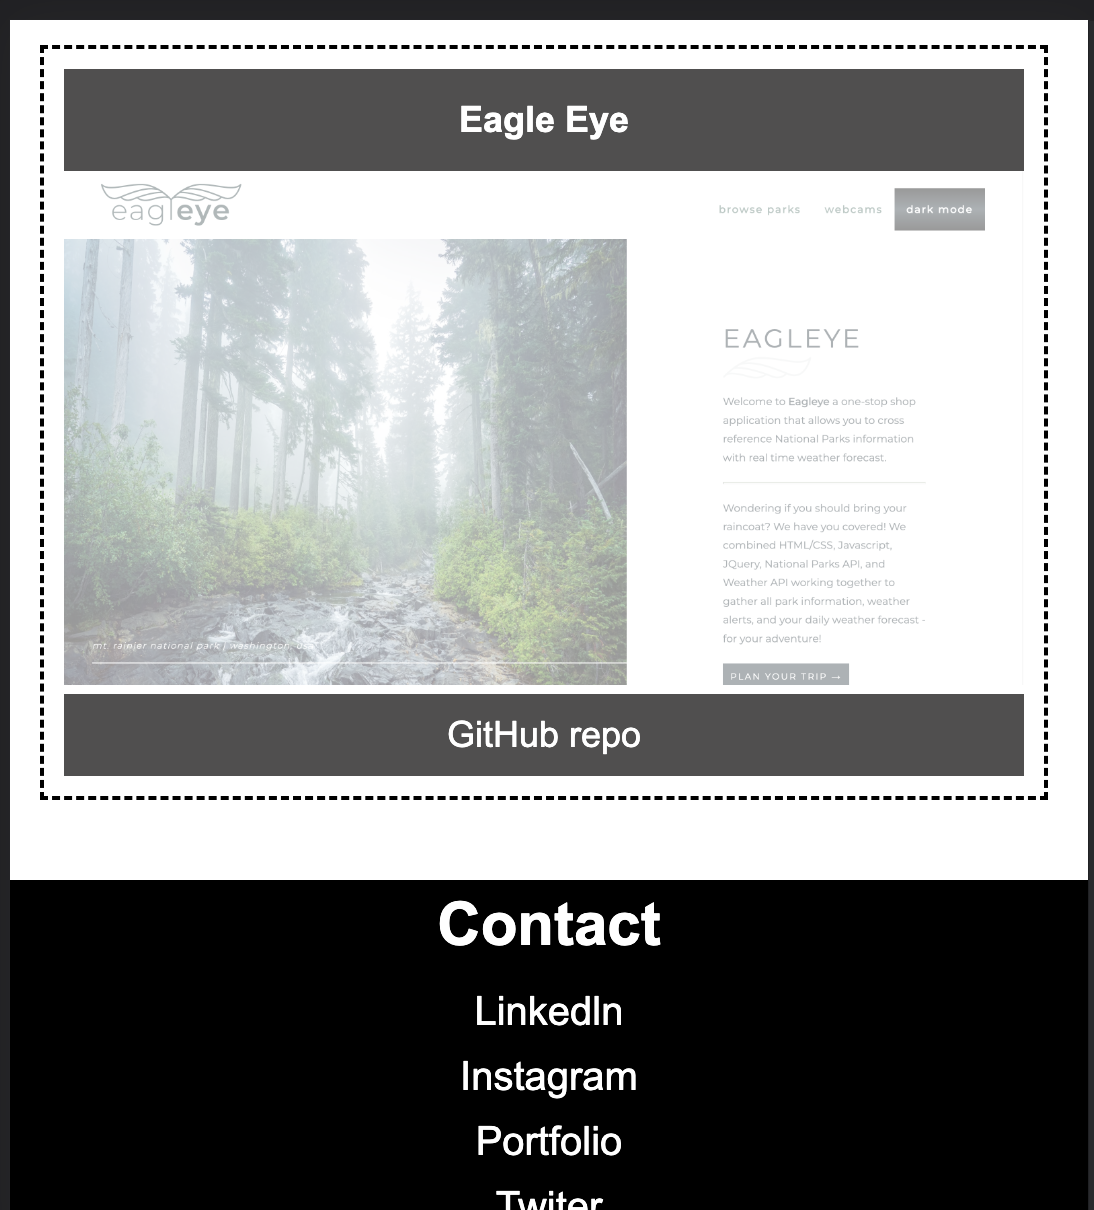 Eagle Eye
eagleye
browse parks
webcams
dark mode
EAGLEYE
Welcome to Eagleye a one-stop shop
application that allows you to cross
reference National Parks information
with real time weather forecast.
Wondering if you should bring your
raincoat? We have you covered! We
combined HTML/CSS, Javascript,
JQuery, National Parks API, and
Weather API working together to
gather all park information, weather
alerts, and your daily weather forecast -
for your adventure!
mt. rainier national park | washington, usa
PLAN YOUR TRIP →
GitHub repo
Contact
LinkedIn
Instagram
Portfolio
Twiter